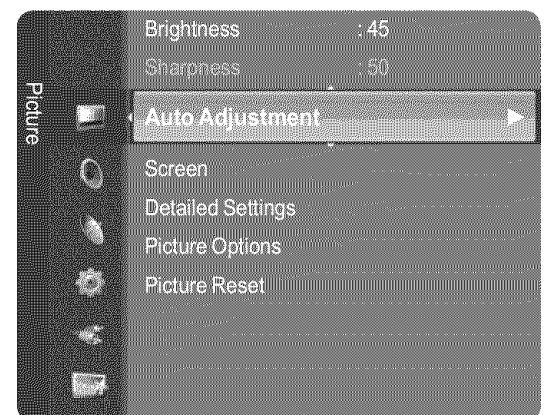 Picture
Brightness : 45
Sharpness : 50
Auto Adjustment
Screen
Detailed Settings
Picture Options
Picture Reset